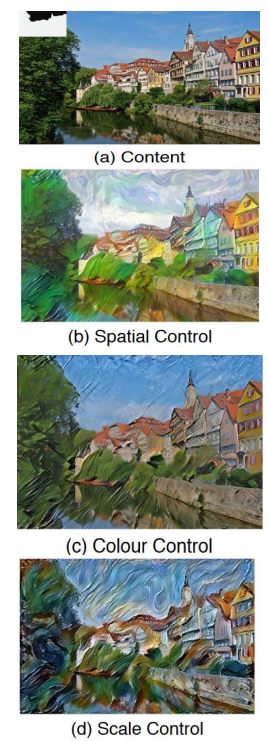 (a) Content
(b) Spatial Control
(c) Colour Control
(d) Scale Control